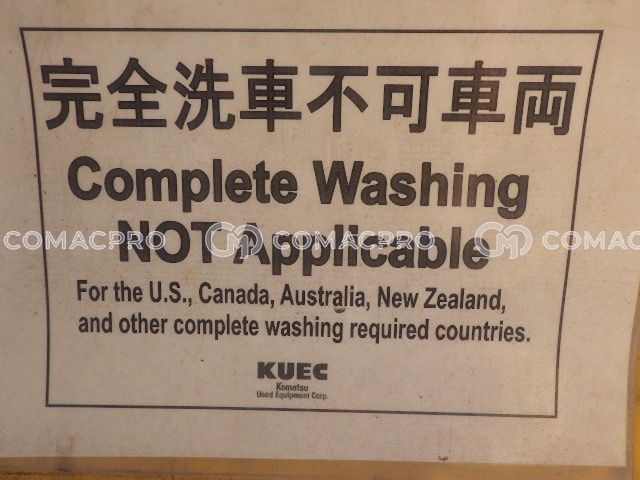 完全洗車不可車両
Complete Washing
NOT Applicable
COMACPRO COMACPRO COMAC
For the U.S., Canada, Australia, New Zealand,
and other complete washing required countries.
KUEC
Komatsu
Used Equipment Corp.